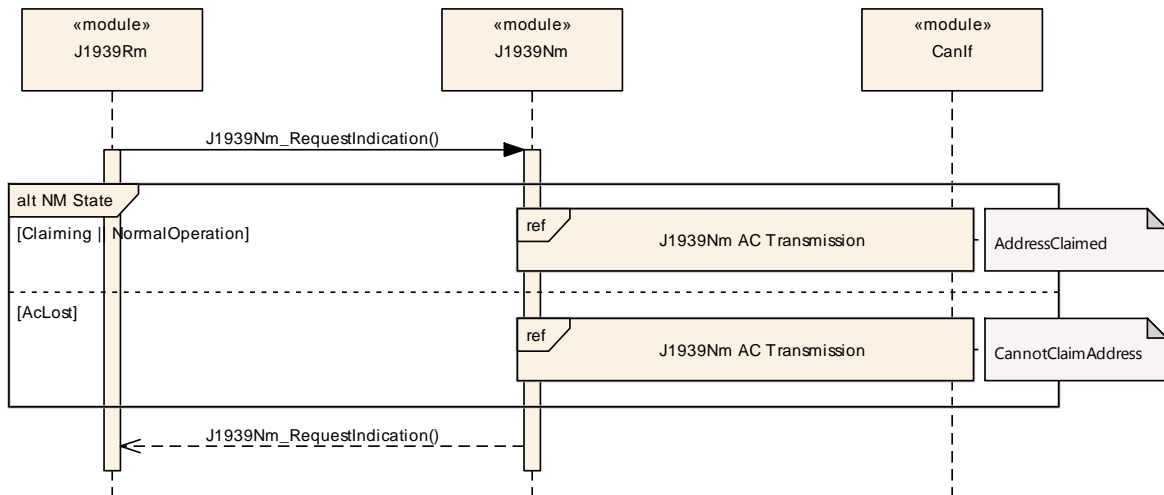 «module»
J1939Rm
«module»
J1939Nm
«module»
CanIf
J1939Nm_RequestIndication()
alt NM State
[Claiming || NormalOperation]
ref
J1939Nm AC Transmission
AddressClaimed
[AcLost]
ref
J1939Nm AC Transmission
CannotClaimAddress
J1939Nm_RequestIndication()